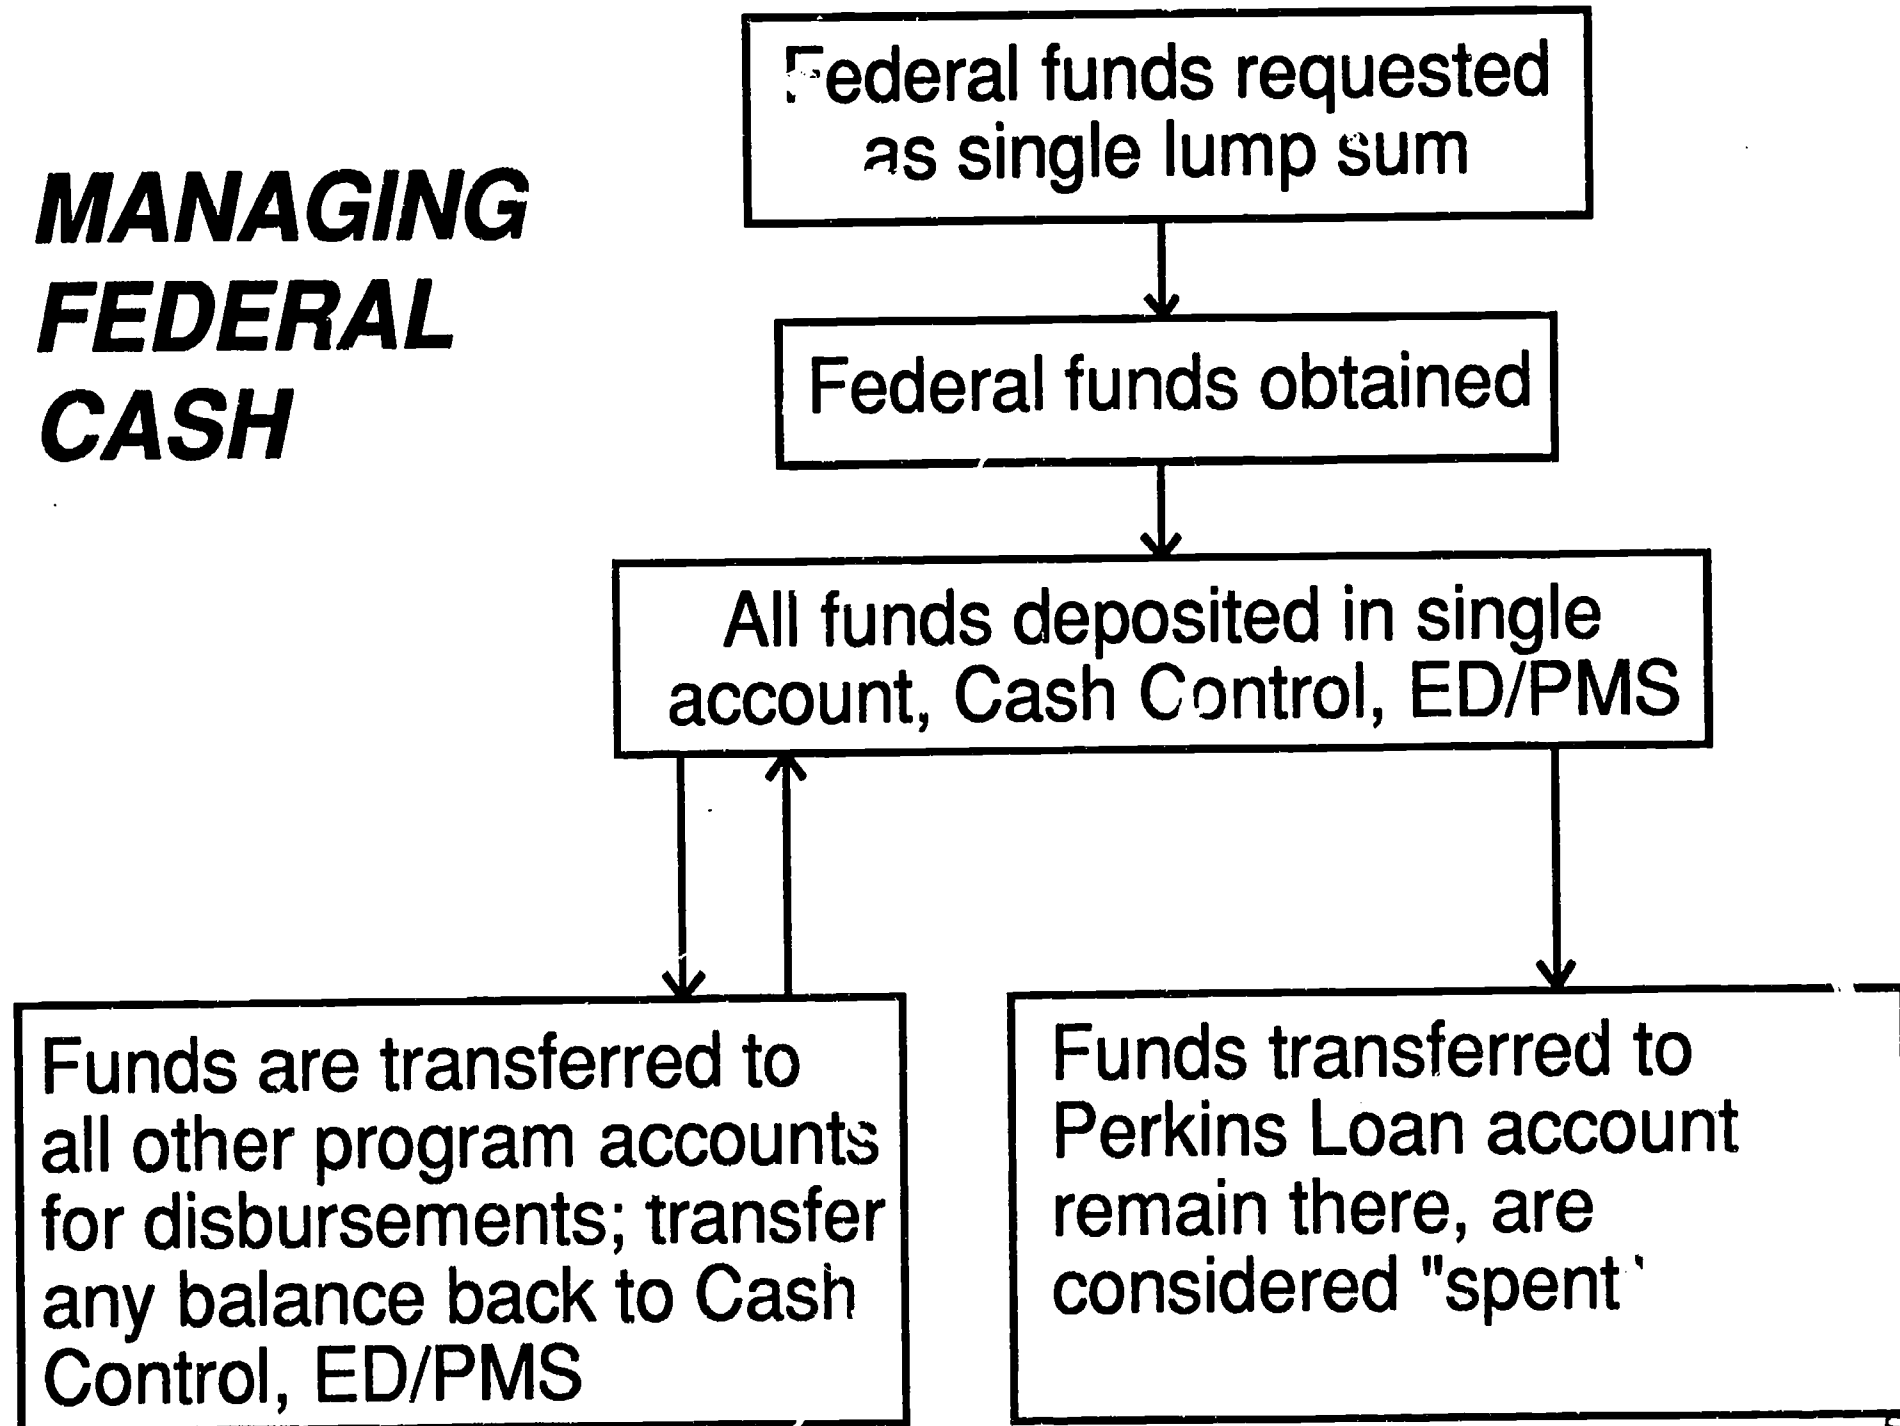 MANAGING
FEDERAL
CASH
Federal funds requested
as single lump sum
Federal funds obtained
All funds deposited in single
account, Cash Control, ED/PMS
Funds are transferred to
all other program accounts
for disbursements; transfer
any balance back to Cash
Control, ED/PMS
Funds transferred to
Perkins Loan account
remain there, are
considered "spent"